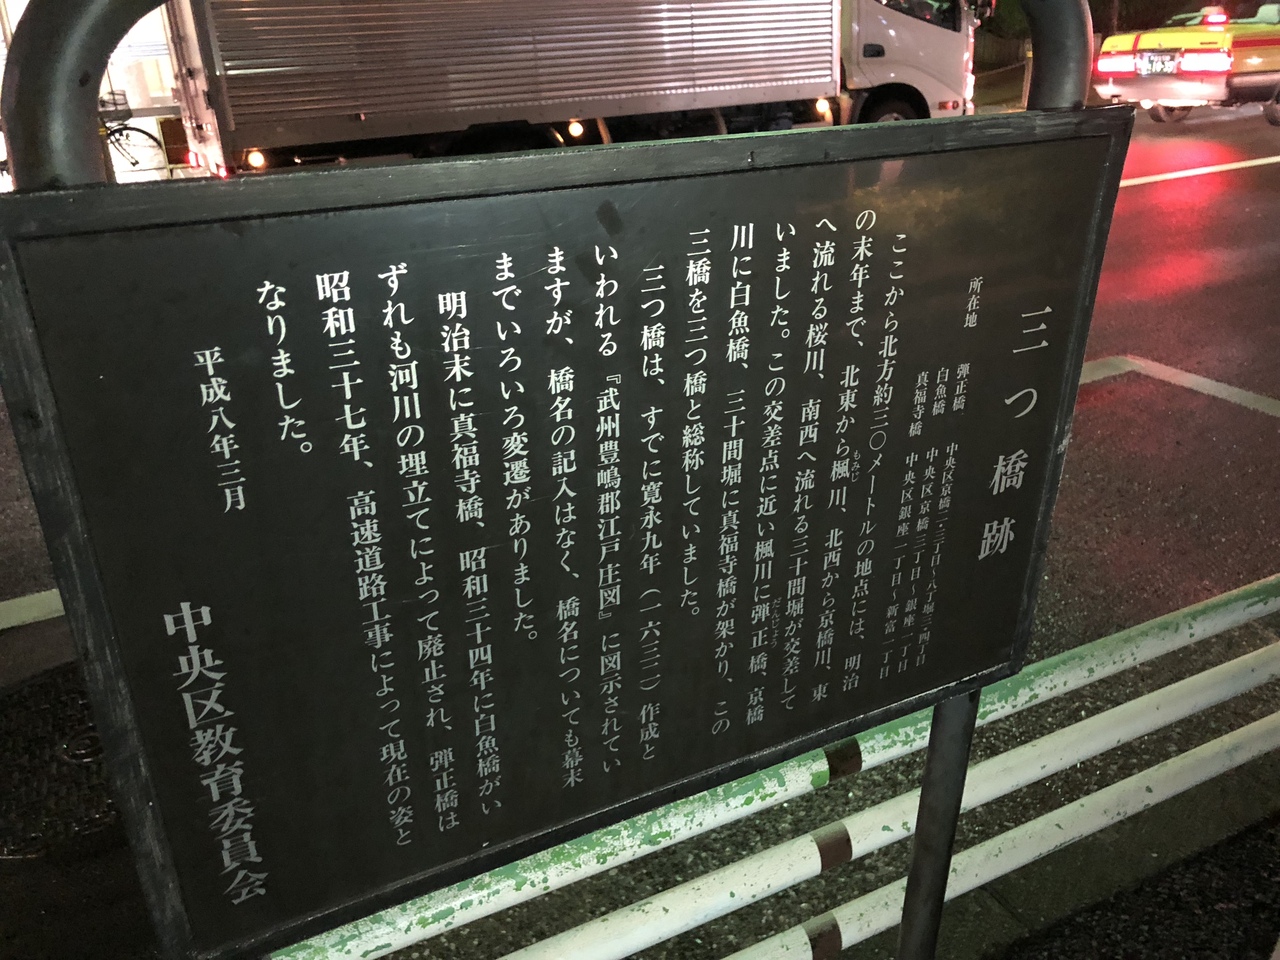 三つ橋跡
所在地
弾正橋 中央区京橋二・三丁目〜八丁堀三・四丁目
白魚橋 中央区京橋三丁目〜銀座一丁目
真福寺橋 中央区銀座一丁目〜新富一丁目
ここから北方約三〇メートルの地点には、明治
の末年まで、北東から楓川、北西から京橋川、東
もみじ
へ流れる桜川、南西へ流れる三十間堀が交差して
いました。この交差点に近い楓川に弾正橋、京橋
だんじょう
川に白魚橋、三十間堀に真福寺橋が架かり、この
三橋を三つ橋と総称していました。
三つ橋は、すでに寛永九年（一六三二）作成と
いわれる『武州豊嶋郡江戸庄図』に図示されてい
ますが、橋名の記入はなく、橋名についても幕末
までいろいろ変遷がありました。
明治末に真福寺橋、昭和三十四年に白魚橋がい
ずれも河川の埋立てによって廃止され、弾正橋は
昭和三十七年、高速道路工事によって現在の姿と
なりました。
平成八年三月
中央区教育委員会